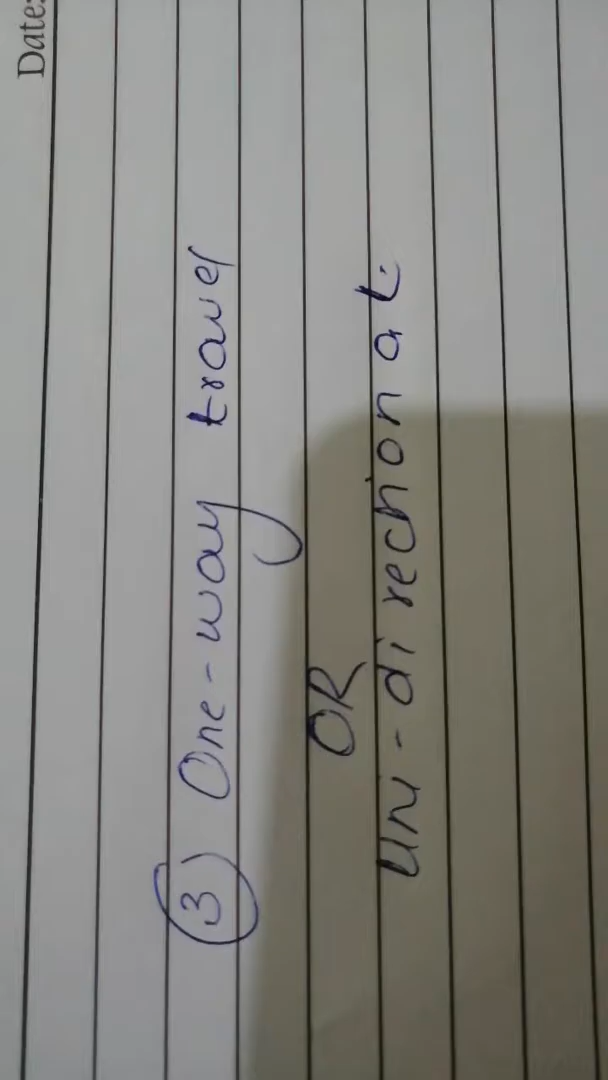 Date:
3) One-way travel
OR
Uni-directional.